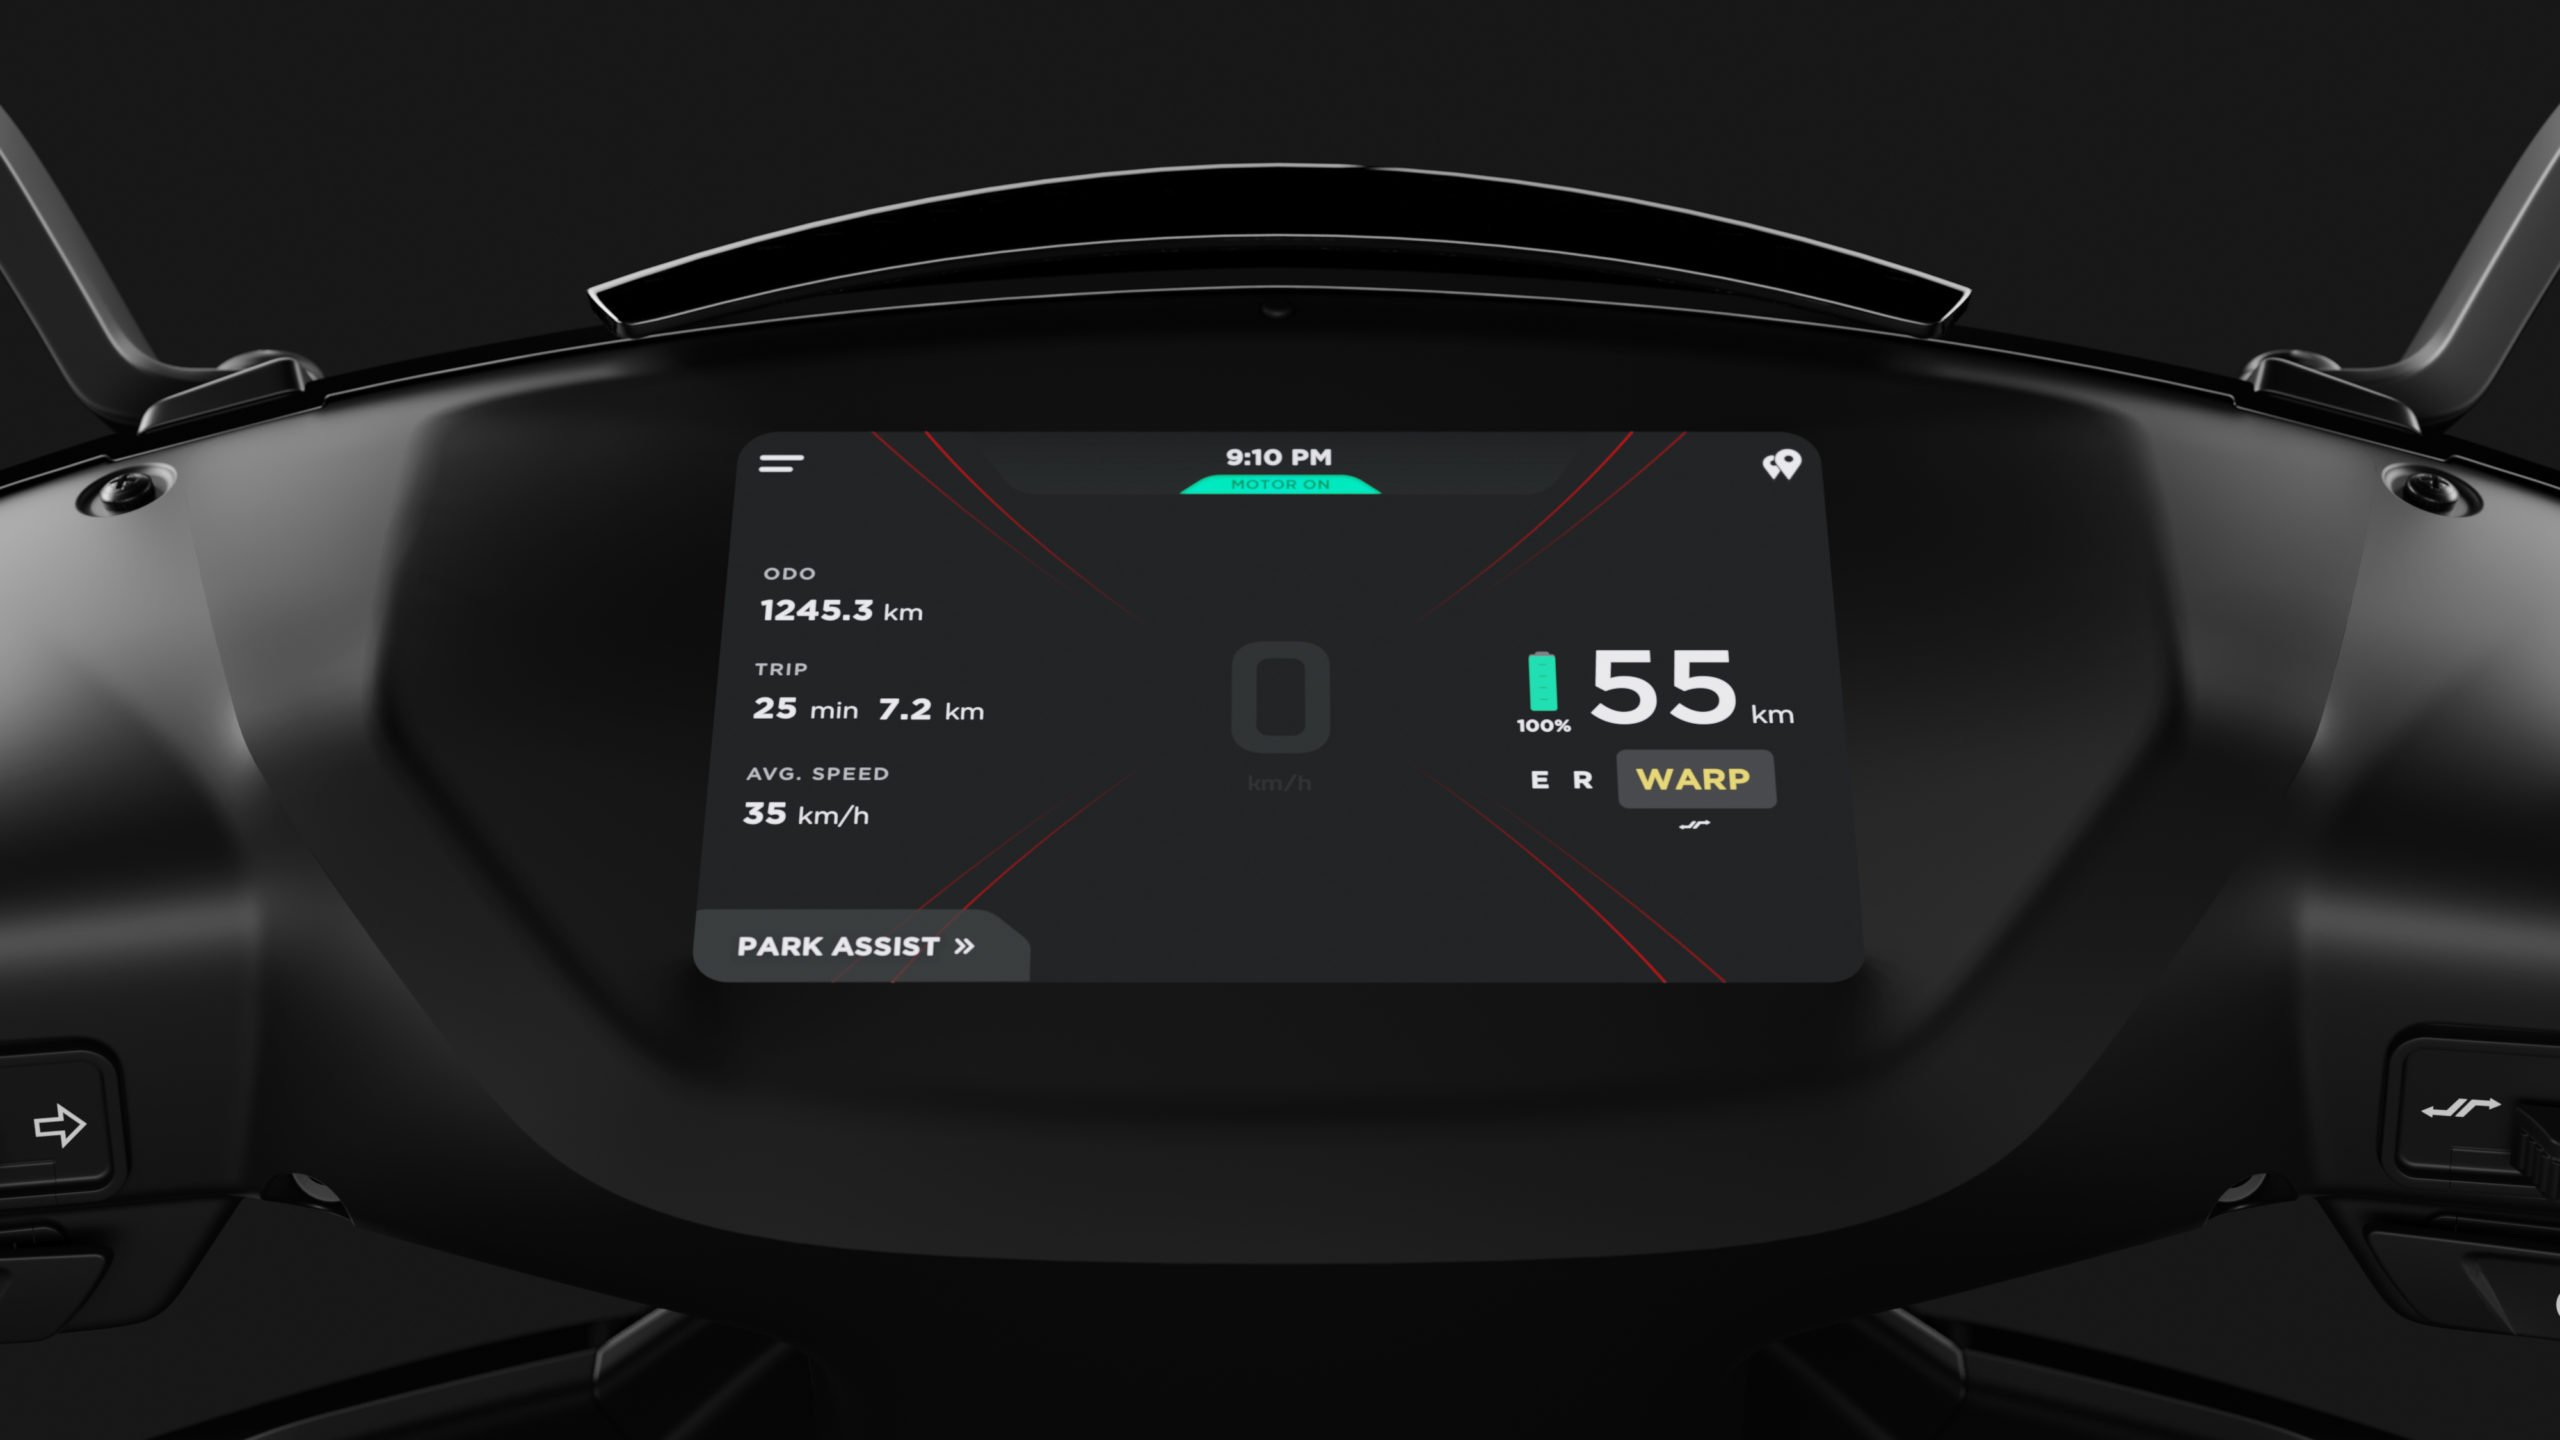 9:10 PM
MOTOR ON
ODO
1245.3 km
TRIP
25 min 7.2 km
AVG. SPEED
35 km/h
0
km/h
55 km
100%
E R WARP
PARK ASSIST »